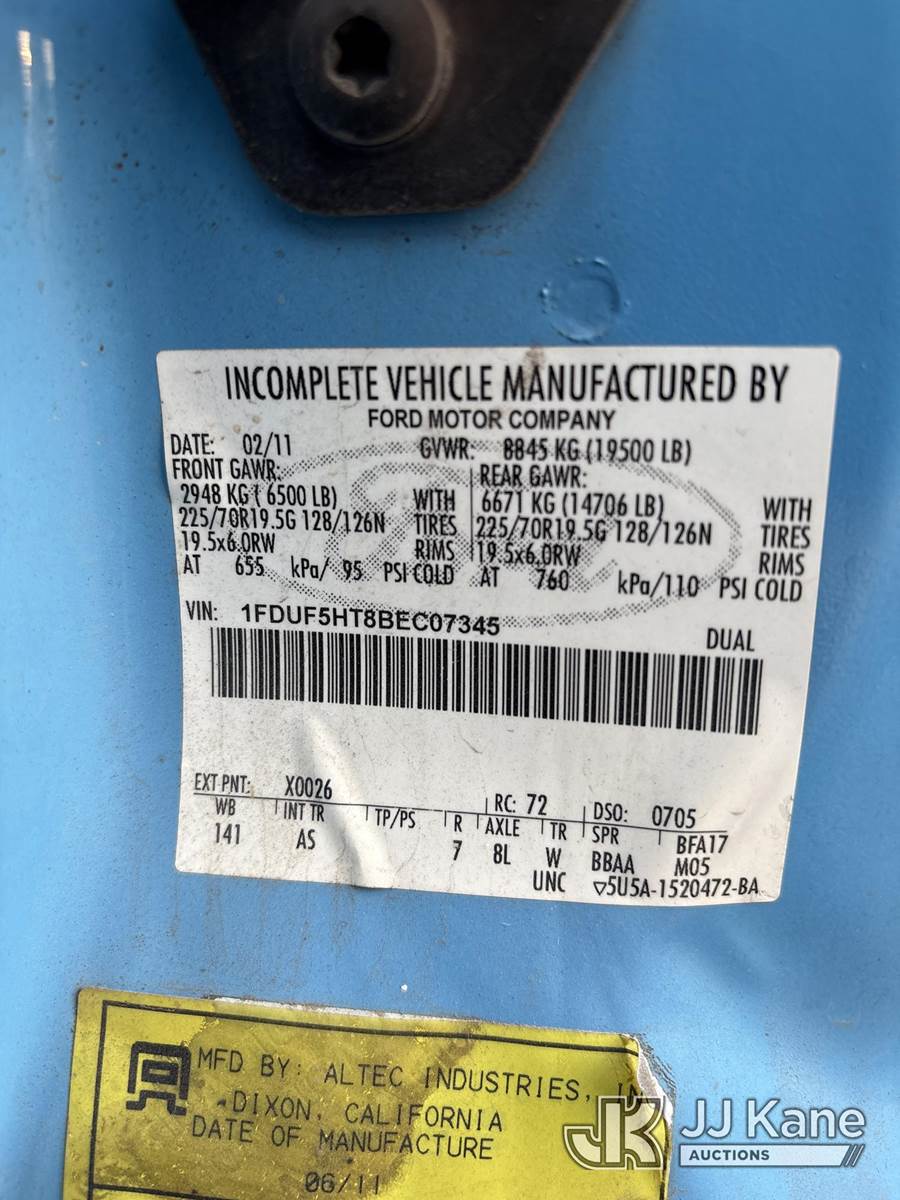 INCOMPLETE VEHICLE MANUFACTURED BY
FORD MOTOR COMPANY
DATE: 02/11 GVWR: 8845 KG (19500 LB)
FRONT GAWR: REAR GAWR:
2948 KG ( 6500 LB) WITH 6671 KG (14706 LB) WITH
225/70R19.5G 128/126N TIRES 225/70R19.5G 128/126N TIRES
19.5x6.0RW RIMS 19.5x6.0RW RIMS
AT 655 kPa/ 95 PSI COLD AT 760 kPa/110 PSI COLD
VIN: 1FDUF5HT8BEC07345 DUAL
EXT PNT: X0026 RC: 72 DSO: 0705
WB INT TR TP/PS R AXLE TR SPR BFA17
141 AS 7 8L W BBAA M05
UNC ▽5U5A-1520472-BA
MFD BY: ALTEC INDUSTRIES,
DIXON, CALIFORNIA
DATE OF MANUFACTURE
06/11
JK JJ Kane
AUCTIONS